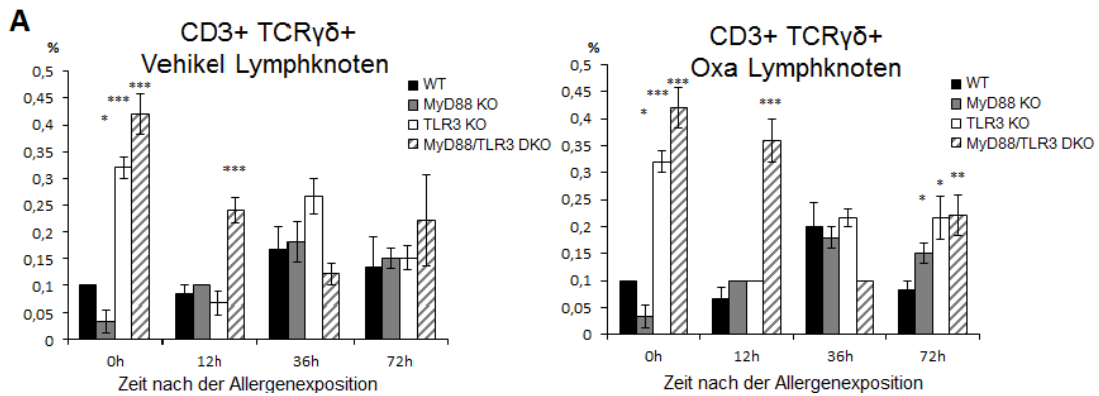 A
CD3+ TCRγδ+
Vehikel Lymphknoten
%
0,5
0,45
0,4
0,35
0,3
0,25
0,2
0,15
0,1
0,05
0
*
***
***
***
WT
MyD88 KO
TLR3 KO
MyD88/TLR3 DKO
0h
12h
36h
72h
Zeit nach der Allergenexposition
CD3+ TCRγδ+
Oxa Lymphknoten
%
0,5
0,45
0,4
0,35
0,3
0,25
0,2
0,15
0,1
0,05
0
*
***
***
***
*
*
**
WT
MyD88 KO
TLR3 KO
MyD88/TLR3 DKO
0h
12h
36h
72h
Zeit nach der Allergenexposition